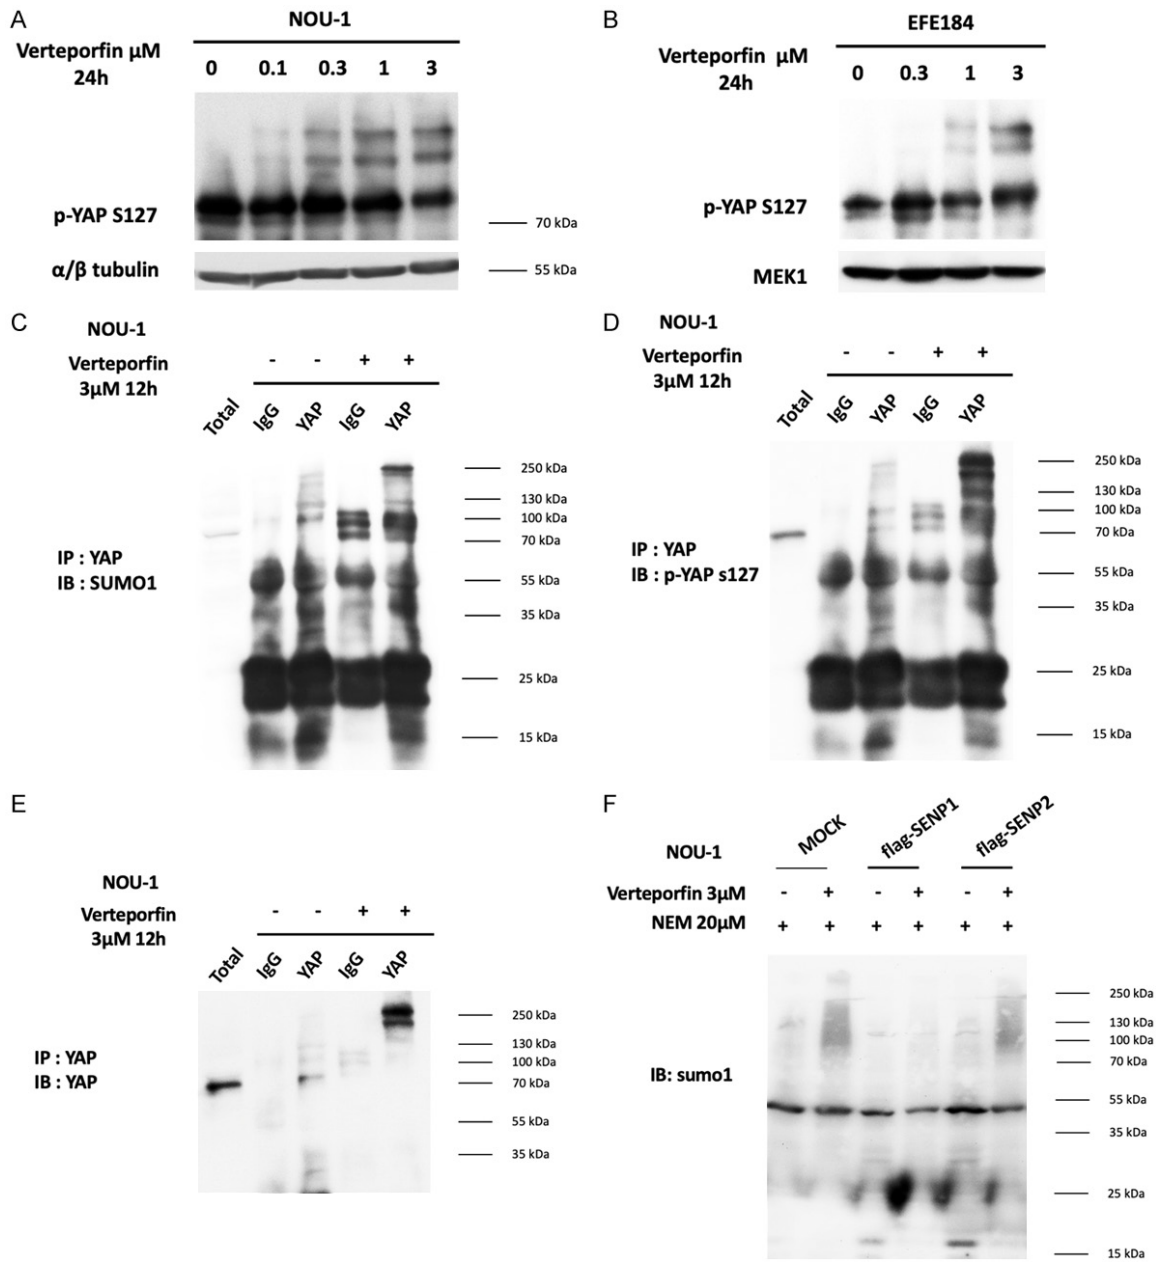 A
NOU-1
Verteporfin μM
24h
0 0.1 0.3 1 3
p-YAP S127
70 kDa
α/β tubulin
55 kDa
B
EFE184
Verteporfin μM
24h
0 0.3 1 3
p-YAP S127
MEK1
C
NOU-1
Verteporfin
3μM 12h
- - + +
Total IgG YAP IgG YAP
250 kDa
130 kDa
100 kDa
70 kDa
IP : YAP
IB : SUMO1
55 kDa
35 kDa
25 kDa
15 kDa
D
NOU-1
Verteporfin
3μM 12h
- - + +
Total IgG YAP IgG YAP
250 kDa
130 kDa
100 kDa
70 kDa
IP : YAP
IB : p-YAP s127
55 kDa
35 kDa
25 kDa
15 kDa
E
NOU-1
Verteporfin
3μM 12h
- - + +
Total IgG YAP IgG YAP
250 kDa
130 kDa
100 kDa
IP : YAP
IB : YAP
70 kDa
55 kDa
35 kDa
F
MOCK flag-SENP1 flag-SENP2
NOU-1
Verteporfin 3μM - + - + - +
NEM 20μM + + + + + +
250 kDa
130 kDa
100 kDa
70 kDa
IB: sumo1
55 kDa
35 kDa
25 kDa
15 kDa